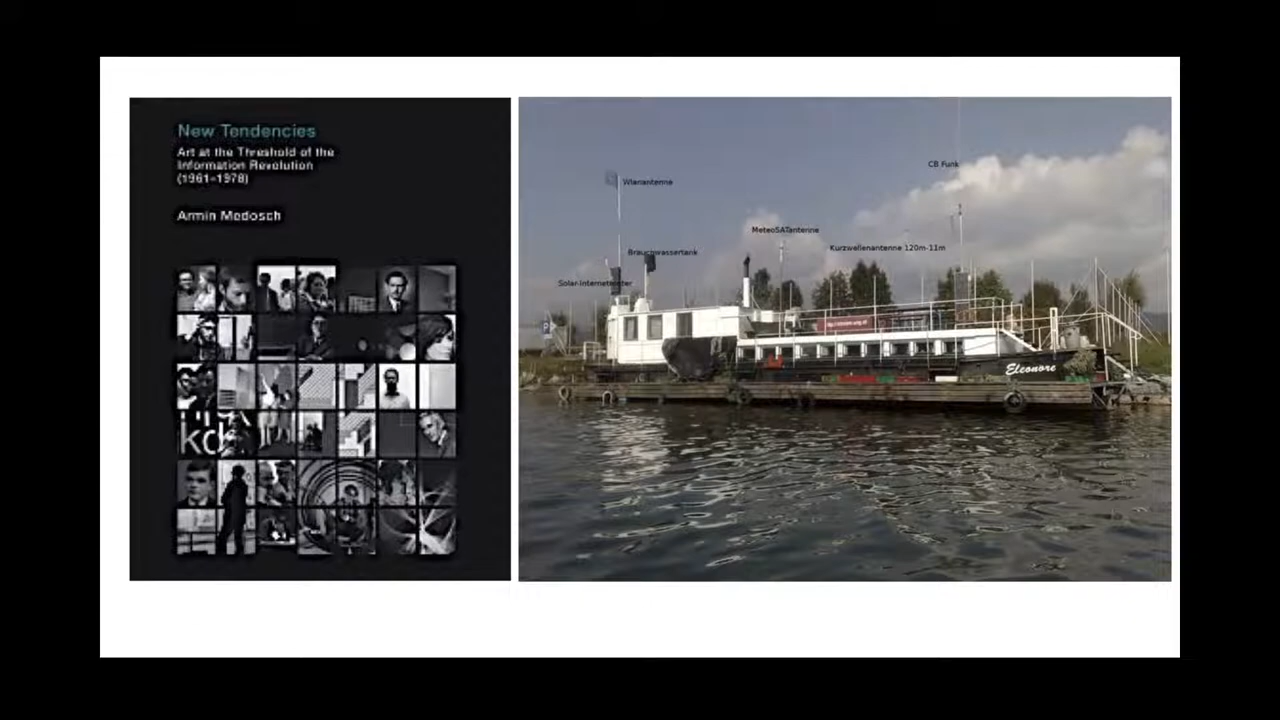 New Tendencies
Art at the Threshold of the
Information Revolution
(1961–1978)
Armin Medosch
kd
CB Funk
Wlanantenne
MeteoSATantenne
Kurzwellenantenne 120m-11m
Brauchwassertank
P
Eleonore